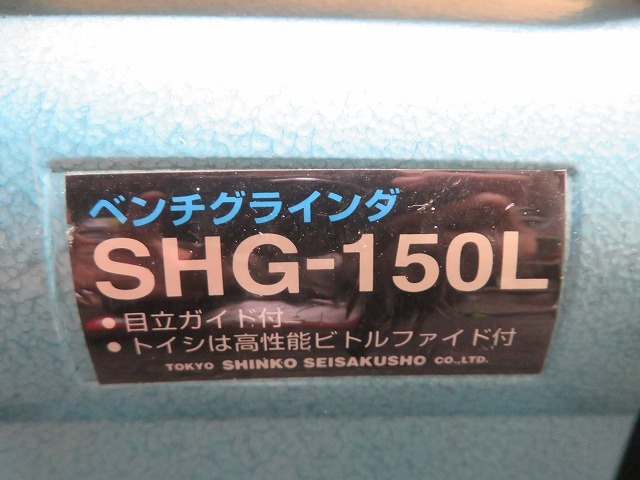 ベンチグラインダ
SHG-150L
• 目立ガイド付
• トイシは高性能ビトルファイド付
TOKYO SHINKO SEISAKUSHO CO.,LTD.